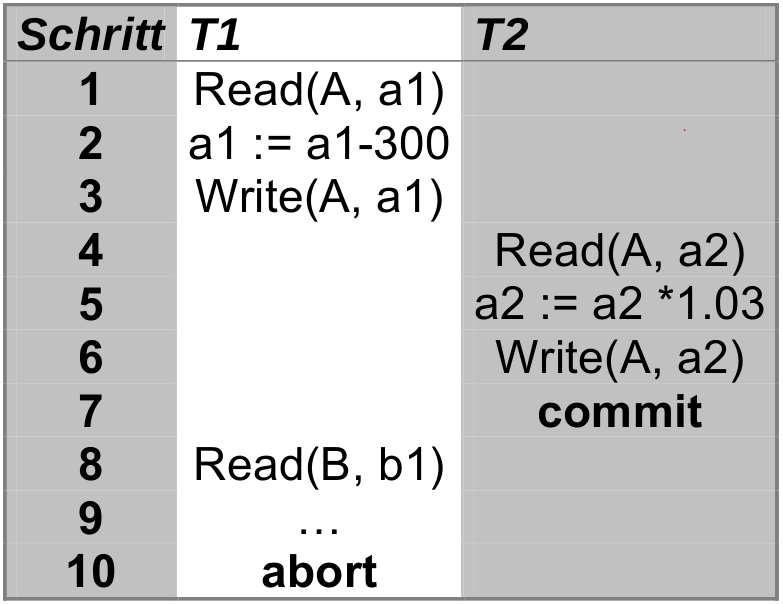 Schritt T1 T2
1 Read(A, a1)
2 a1 := a1-300
3 Write(A, a1)
4 Read(A, a2)
5 a2 := a2 *1.03
6 Write(A, a2)
7 commit
8 Read(B, b1)
9 …
10 abort